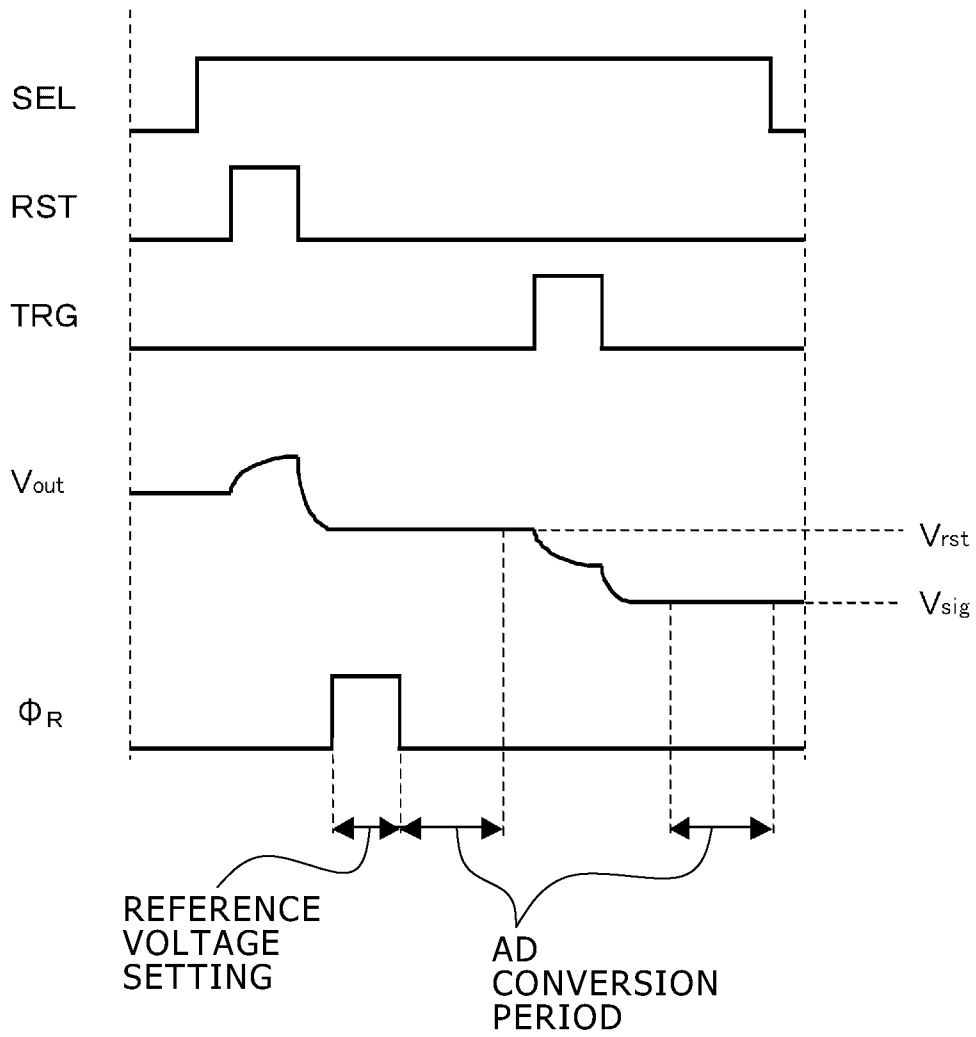 SEL
RST
TRG
Vout
Vrst
Vsig
ΦR
REFERENCE
VOLTAGE
SETTING
AD
CONVERSION
PERIOD